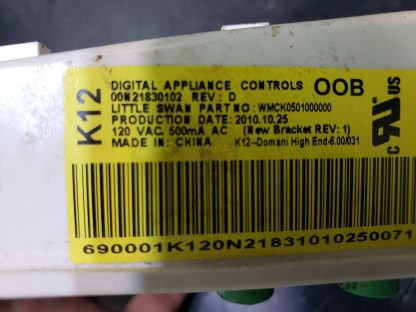 K12
DIGITAL APPLIANCE CONTROLS OOB
00N21830102 REV: D
LITTLE SWAN PART NO: WMCK0501000000
PRODUCTION DATE: 2010.10.25
120 VAC, 500mA AC (New Bracket REV: 1)
MADE IN: CHINA K12--Domani High End-6.00/031
c RU US
690001K120N21831010250071